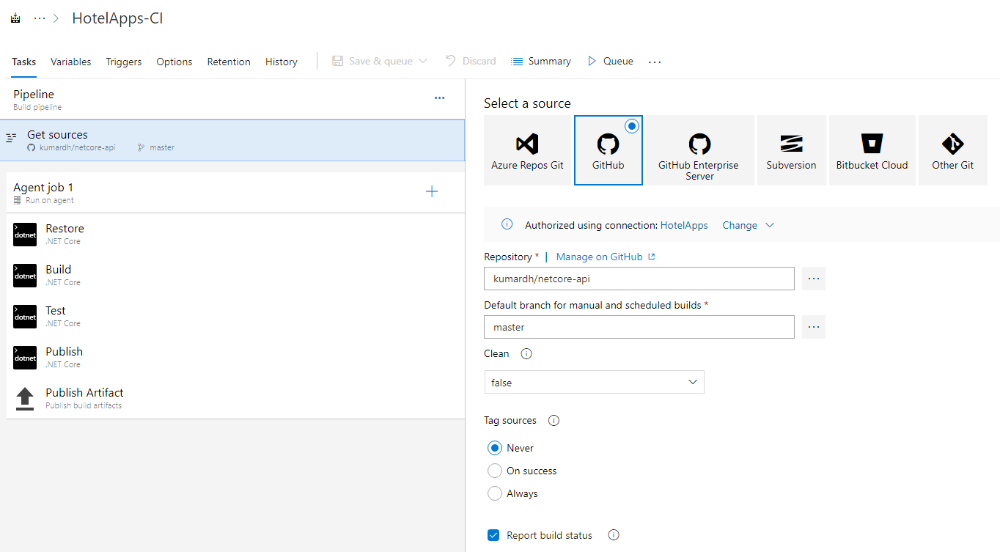 ··· > HotelApps-CI
Tasks Variables Triggers Options Retention History Save & queue Discard Summary Queue ...
Pipeline ...
Build pipeline
Get sources
kumardh/netcore-api master
Agent job 1 +
Run on agent
dotnet Restore
.NET Core
dotnet Build
.NET Core
dotnet Test
.NET Core
dotnet Publish
.NET Core
Publish Artifact
Publish build artifacts
Select a source
Azure Repos Git
GitHub
GitHub Enterprise
Server
Subversion
Bitbucket Cloud
Other Git
Authorized using connection: HotelApps Change
Repository * | Manage on GitHub
kumardh/netcore-api ...
Default branch for manual and scheduled builds *
master ...
Clean
false
Tag sources
Never
On success
Always
Report build status